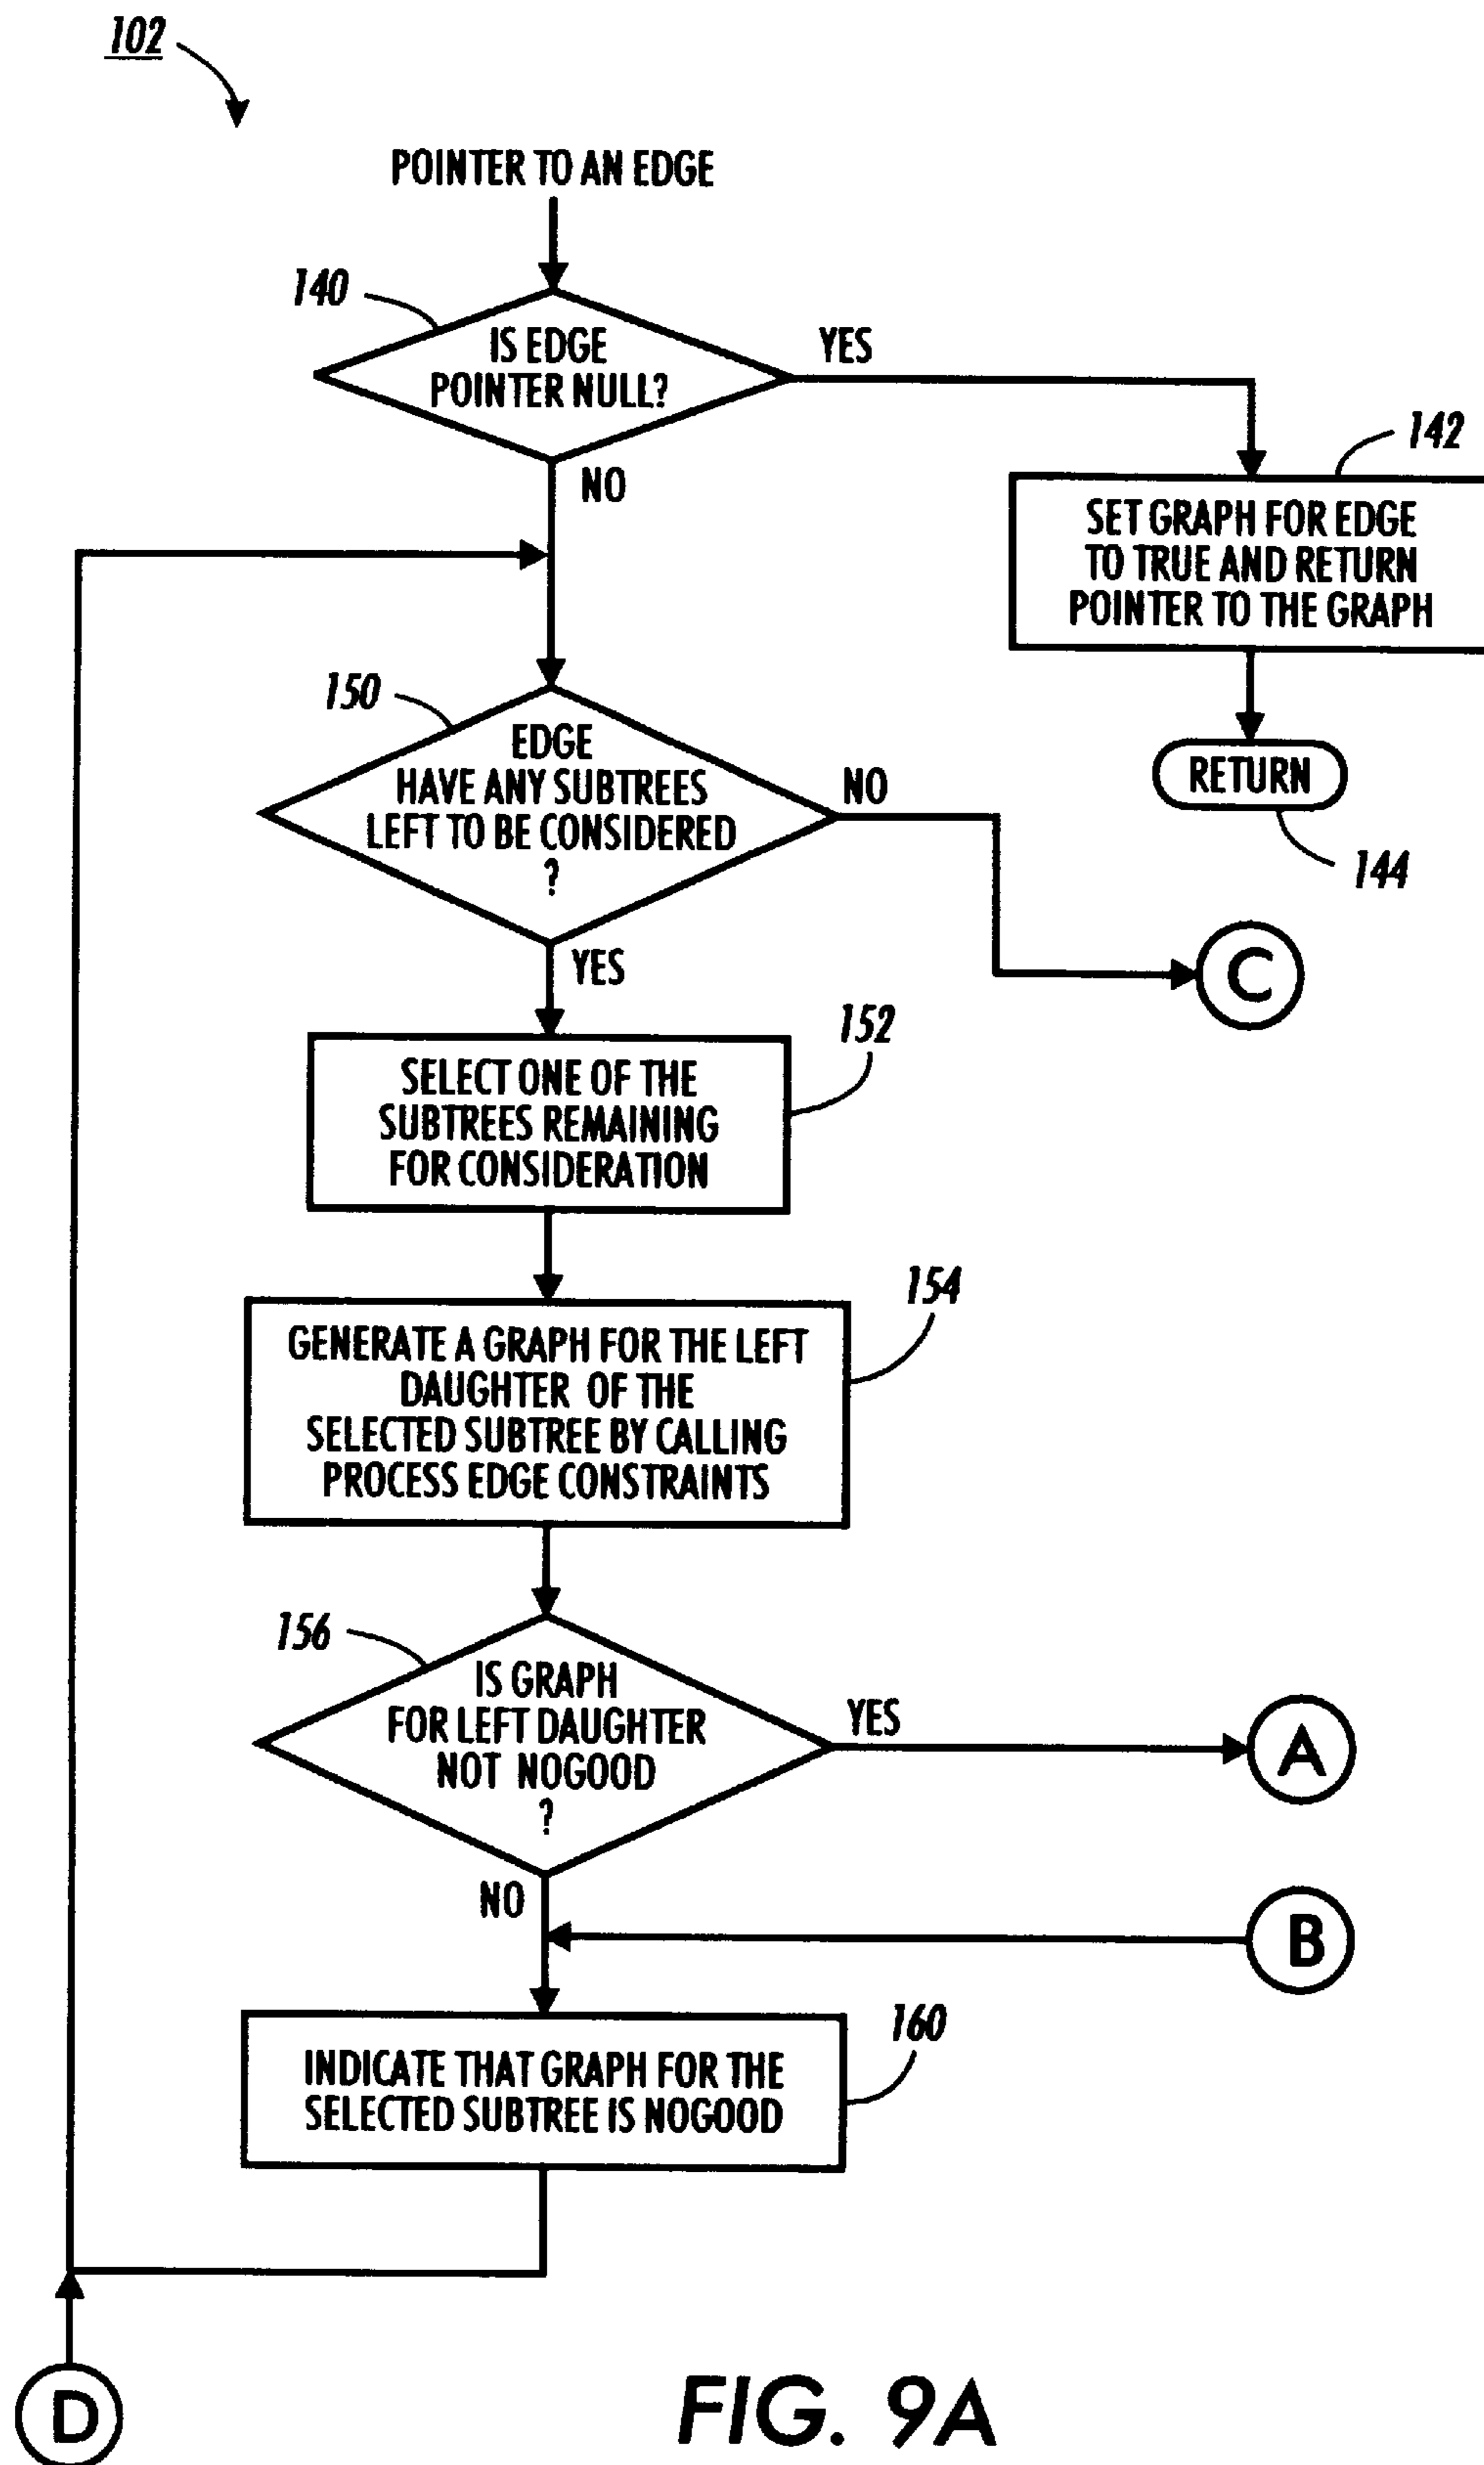 102
POINTER TO AN EDGE
140
IS EDGE
POINTER NULL?
YES
NO
142
SET GRAPH FOR EDGE
TO TRUE AND RETURN
POINTER TO THE GRAPH
RETURN
144
150
EDGE
HAVE ANY SUBTREES
LEFT TO BE CONSIDERED
?
NO
C
YES
152
SELECT ONE OF THE
SUBTREES REMAINING
FOR CONSIDERATION
154
GENERATE A GRAPH FOR THE LEFT
DAUGHTER OF THE
SELECTED SUBTREE BY CALLING
PROCESS EDGE CONSTRAINTS
156
IS GRAPH
FOR LEFT DAUGHTER
NOT NOGOOD
?
YES
A
NO
B
160
INDICATE THAT GRAPH FOR THE
SELECTED SUBTREE IS NOGOOD
D
FIG. 9A